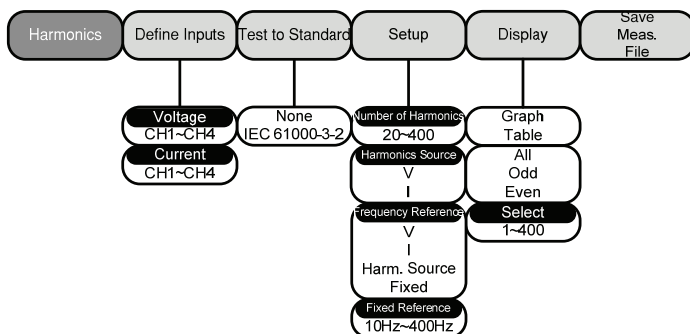 Harmonics
Define Inputs
Test to Standard
Setup
Display
Save
Meas.
File
Voltage
CH1~CH4
Current
CH1~CH4
None
IEC 61000-3-2
Number of Harmonics
20~400
Harmonics Source
V
I
Frequency Reference
V
I
Harm. Source
Fixed
Fixed Reference
10Hz~400Hz
Graph
Table
All
Odd
Even
Select
1~400